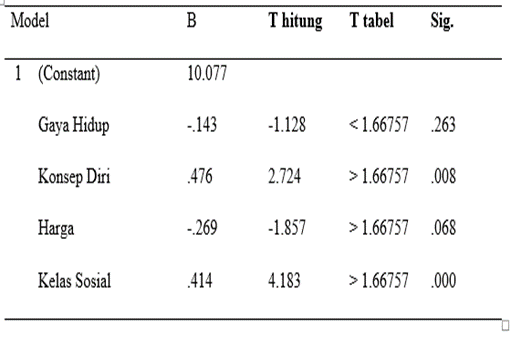 Model B T hitung T tabel Sig.
1 (Constant) 10.077
Gaya Hidup -.143 -1.128 < 1.66757 .263
Konsep Diri .476 2.724 > 1.66757 .008
Harga -.269 -1.857 > 1.66757 .068
Kelas Sosial .414 4.183 > 1.66757 .000